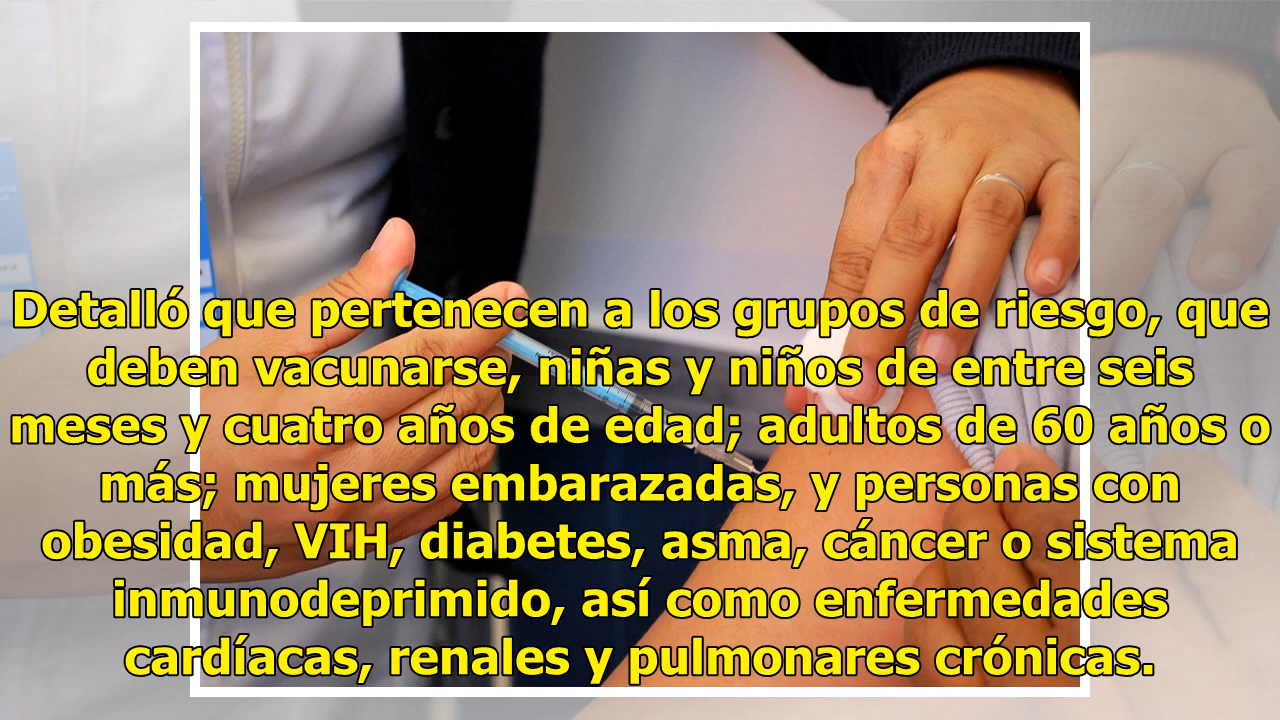 Detalló que pertenecen a los grupos de riesgo, que
deben vacunarse, niñas y niños de entre seis
meses y cuatro años de edad; adultos de 60 años o
más; mujeres embarazadas, y personas con
obesidad, VIH, diabetes, asma, cáncer o sistema
inmunodeprimido, así como enfermedades
cardíacas, renales y pulmonares crónicas.